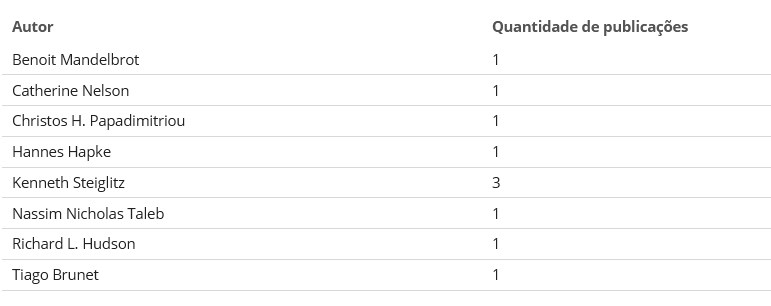 Autor Quantidade de publicações
Benoit Mandelbrot 1
Catherine Nelson 1
Christos H. Papadimitriou 1
Hannes Hapke 1
Kenneth Steiglitz 3
Nassim Nicholas Taleb 1
Richard L. Hudson 1
Tiago Brunet 1